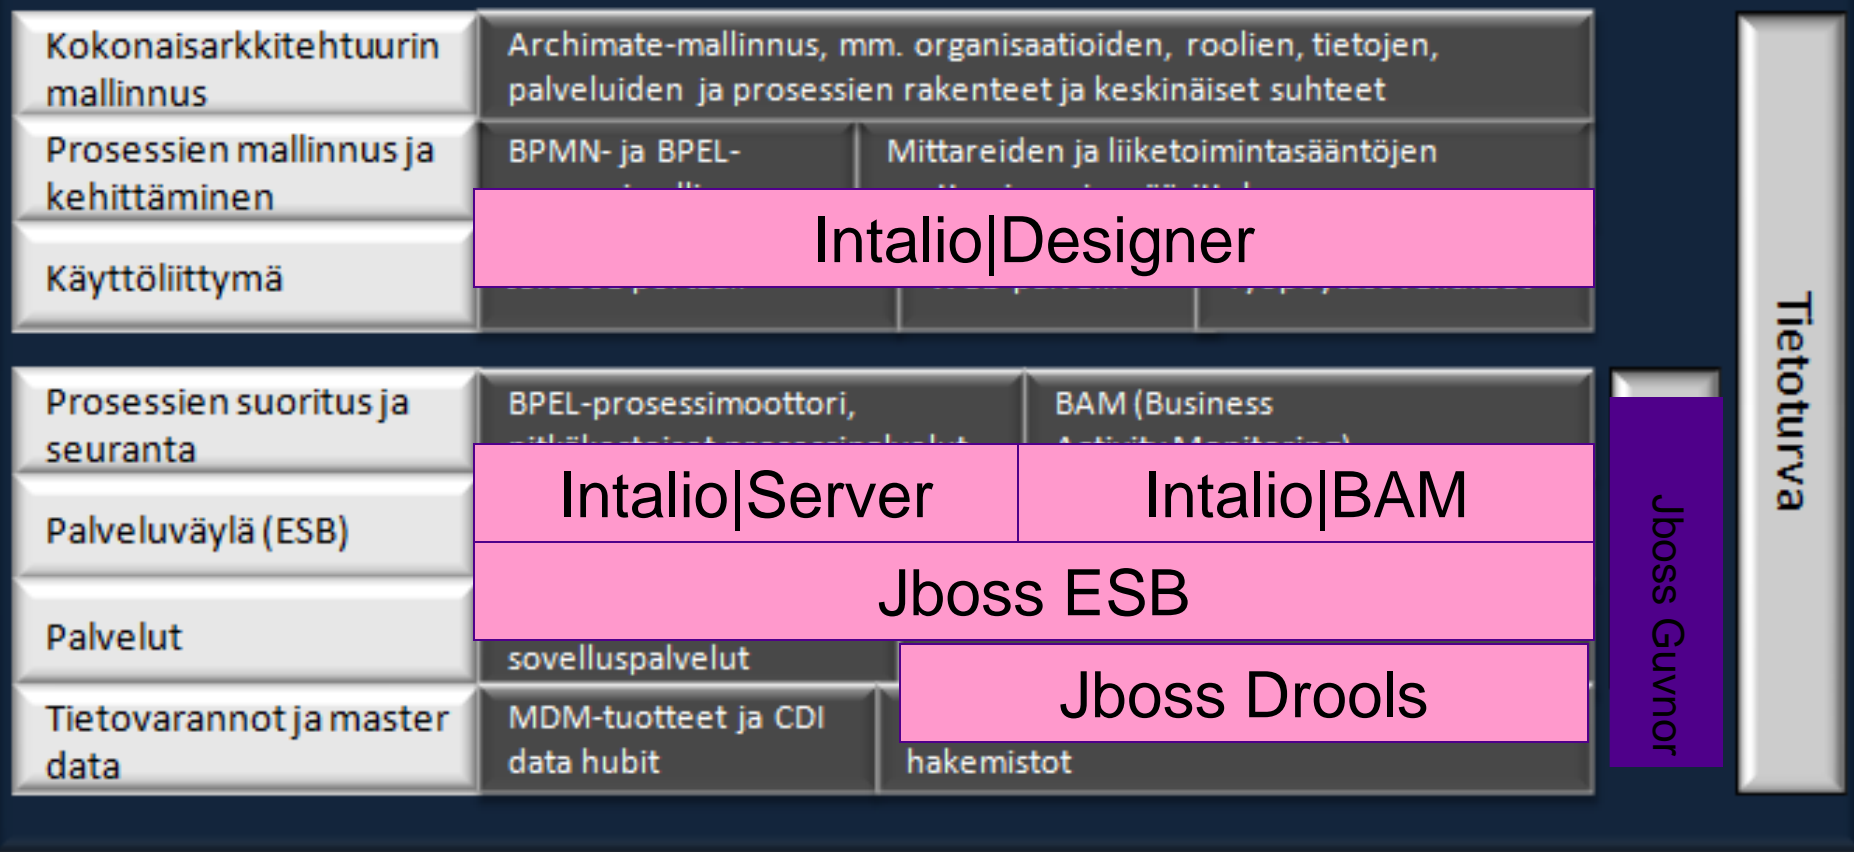 Kokonaisarkkitehtuurin
mallinnus
Archimate-mallinnus, mm. organisaatioiden, roolien, tietojen,
palveluiden ja prosessien rakenteet ja keskinäiset suhteet
Prosessien mallinnus ja
kehittäminen
BPMN- ja BPEL-
Mittareiden ja liiketoimintasääntöjen
Intalio|Designer
Käyttöliittymä
Prosessien suoritus ja
seuranta
BPEL-prosessimoottori,
BAM (Business
Activity Monitoring)
Intalio|Server
Intalio|BAM
Palveluväylä (ESB)
Jboss ESB
Palvelut
sovelluspalvelut
Jboss Drools
Tietovarannot ja master
data
MDM-tuotteet ja CDI
data hubit
hakemistot
Jboss Guvnor
Tietoturva